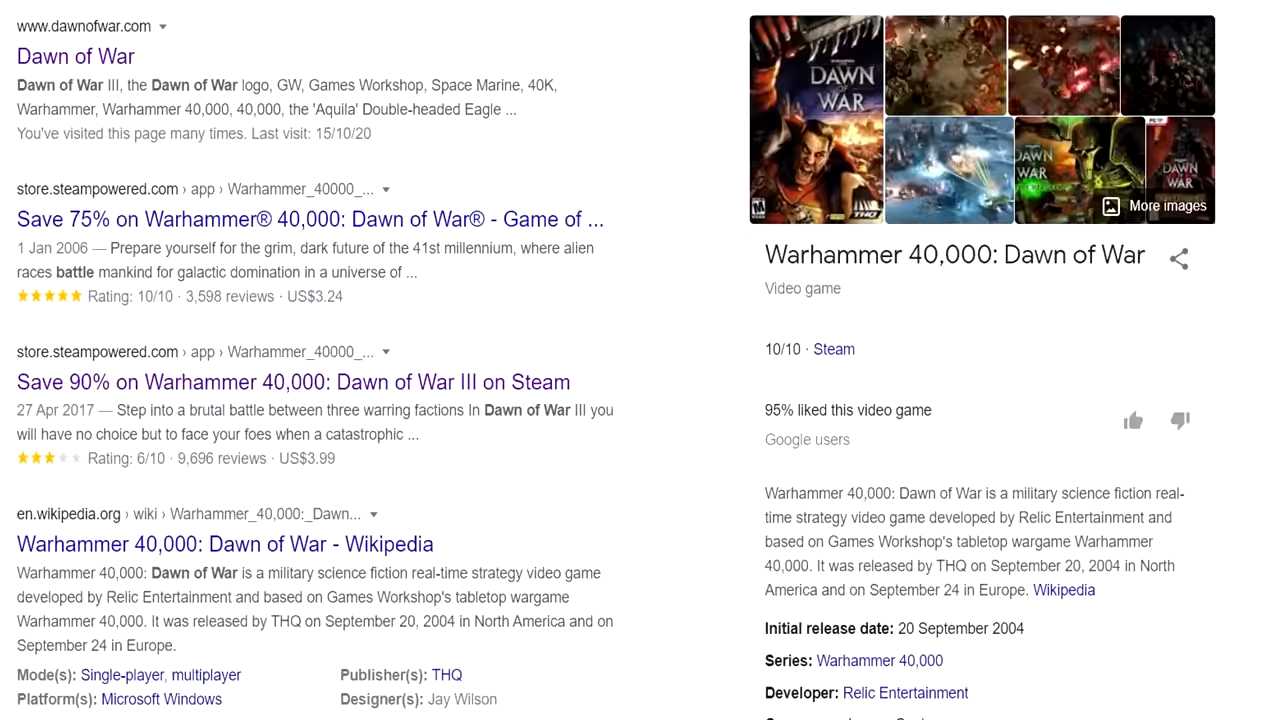 www.dawnofwar.com
Dawn of War
Dawn of War III, the Dawn of War logo, GW, Games Workshop, Space Marine, 40K,
Warhammer, Warhammer 40,000, 40,000, the 'Aquila' Double-headed Eagle ...
You've visited this page many times. Last visit: 15/10/20
store.steampowered.com › app › Warhammer_40000_...
Save 75% on Warhammer® 40,000: Dawn of War® - Game of ...
1 Jan 2006 — Prepare yourself for the grim, dark future of the 41st millennium, where alien
races battle mankind for galactic domination in a universe of ...
Rating: 10/10 · 3,598 reviews · US$3.24
store.steampowered.com › app › Warhammer_40000_...
Save 90% on Warhammer 40,000: Dawn of War III on Steam
27 Apr 2017 — Step into a brutal battle between three warring factions In Dawn of War III you
will have no choice but to face your foes when a catastrophic ...
Rating: 6/10 · 9,696 reviews · US$3.99
en.wikipedia.org › wiki › Warhammer_40,000:_Dawn...
Warhammer 40,000: Dawn of War - Wikipedia
Warhammer 40,000: Dawn of War is a military science fiction real-time strategy video game
developed by Relic Entertainment and based on Games Workshop's tabletop wargame
Warhammer 40,000. It was released by THQ on September 20, 2004 in North America and on
September 24 in Europe.
Mode(s): Single-player, multiplayer
Publisher(s): THQ
Platform(s): Microsoft Windows
Designer(s): Jay Wilson
DAWN
OF
WAR
M
THQ
DAWN
WAR
DAWN
WAR
More images
Warhammer 40,000: Dawn of War
Video game
10/10 · Steam
95% liked this video game
Google users
Warhammer 40,000: Dawn of War is a military science fiction real-
time strategy video game developed by Relic Entertainment and
based on Games Workshop's tabletop wargame Warhammer
40,000. It was released by THQ on September 20, 2004 in North
America and on September 24 in Europe. Wikipedia
Initial release date: 20 September 2004
Series: Warhammer 40,000
Developer: Relic Entertainment